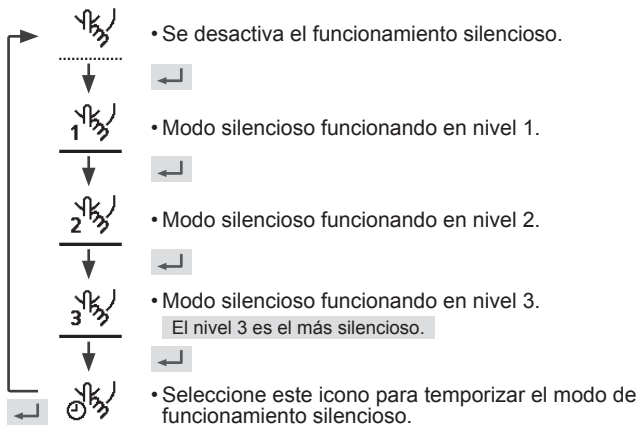 • Se desactiva el funcionamiento silencioso.
1
• Modo silencioso funcionando en nivel 1.
2
• Modo silencioso funcionando en nivel 2.
3
• Modo silencioso funcionando en nivel 3.
El nivel 3 es el más silencioso.
• Seleccione este icono para temporizar el modo de
funcionamiento silencioso.